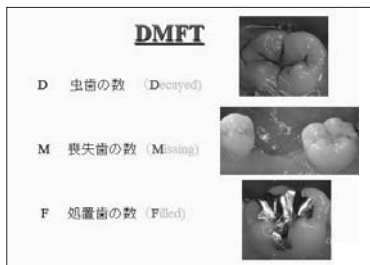 DMFT
D 虫歯の数 (Decayed)
M 喪失歯の数 (Missing)
F 処置歯の数 (Filled)